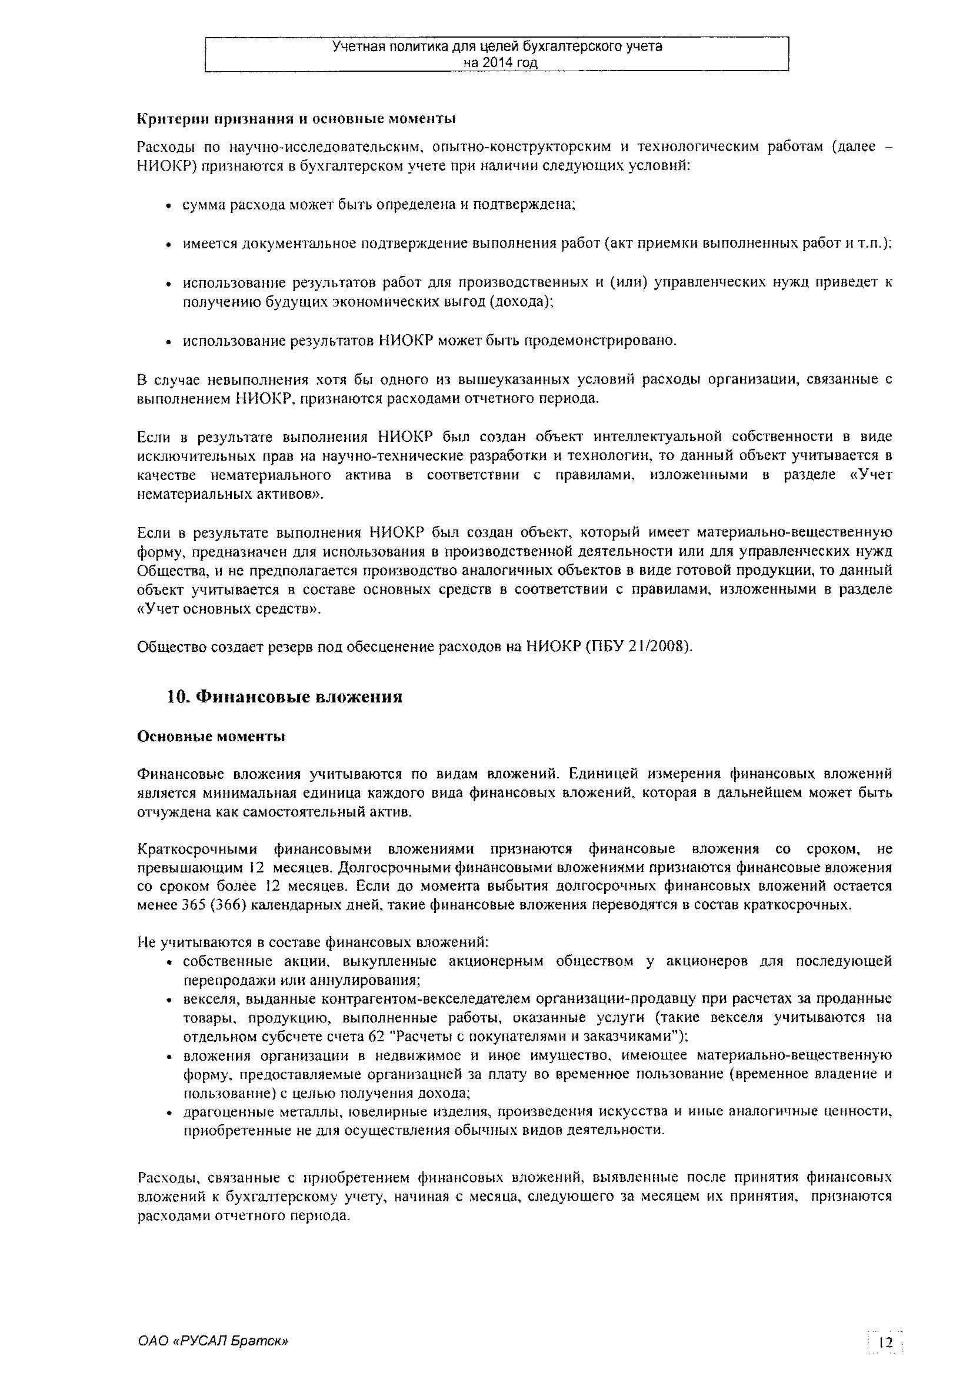 Учетная политика для целей бухгалтерского учета
на 2014 год
Критерии признания и основные моменты
Расходы по научно-исследовательским, опытно-конструкторским и технологическим работам (далее –
НИОКР) признаются в бухгалтерском учете при наличии следующих условий:
• сумма расхода может быть определена и подтверждена;
• имеется документальное подтверждение выполнения работ (акт приемки выполненных работ и т.п.);
• использование результатов работ для производственных и (или) управленческих нужд приведет к
получению будущих экономических выгод (дохода);
• использование результатов НИОКР может быть продемонстрировано.
В случае невыполнения хотя бы одного из вышеуказанных условий расходы организации, связанные с
выполнением НИОКР, признаются расходами отчетного периода.
Если в результате выполнения НИОКР был создан объект интеллектуальной собственности в виде
исключительных прав на научно-технические разработки и технологии, то данный объект учитывается в
качестве нематериального актива в соответствии с правилами, изложенными в разделе «Учет
нематериальных активов».
Если в результате выполнения НИОКР был создан объект, который имеет материально-вещественную
форму, предназначен для использования в производственной деятельности или для управленческих нужд
Общества, и не предполагается производство аналогичных объектов в виде готовой продукции, то данный
объект учитывается в составе основных средств в соответствии с правилами, изложенными в разделе
«Учет основных средств».
Общество создает резерв под обесценение расходов на НИОКР (ПБУ 21/2008).
10. Финансовые вложения
Основные моменты
Финансовые вложения учитываются по видам вложений. Единицей измерения финансовых вложений
является минимальная единица каждого вида финансовых вложений, которая в дальнейшем может быть
отчуждена как самостоятельный актив.
Краткосрочными финансовыми вложениями признаются финансовые вложения со сроком, не
превышающим 12 месяцев. Долгосрочными финансовыми вложениями признаются финансовые вложения
со сроком более 12 месяцев. Если до момента выбытия долгосрочных финансовых вложений остается
менее 365 (366) календарных дней, такие финансовые вложения переводятся в состав краткосрочных.
Не учитываются в составе финансовых вложений:
• собственные акции, выкупленные акционерным обществом у акционеров для последующей
перепродажи или аннулирования;
• векселя, выданные контрагентом-векселедателем организации-продавцу при расчетах за проданные
товары, продукцию, выполненные работы, оказанные услуги (такие векселя учитываются на
отдельном субсчете счета 62 "Расчеты с покупателями и заказчиками");
• вложения организации в недвижимое и иное имущество, имеющее материально-вещественную
форму, предоставляемые организацией за плату во временное пользование (временное владение и
пользование) с целью получения дохода;
• драгоценные металлы, ювелирные изделия, произведения искусства и иные аналогичные ценности,
приобретенные не для осуществления обычных видов деятельности.
Расходы, связанные с приобретением финансовых вложений, выявленные после принятия финансовых
вложений к бухгалтерскому учету, начиная с месяца, следующего за месяцем их принятия, признаются
расходами отчетного периода.
ОАО «РУСАЛ Братск»
12